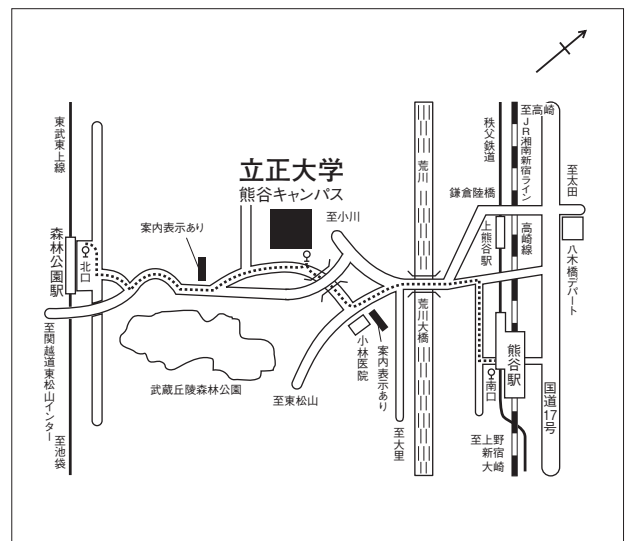 東武東上線
森林公園駅
北口
至関越道東松山インター
至池袋
案内表示あり
立正大学
熊谷キャンパス
至小川
武蔵丘陵森林公園
至東松山
小林医院
案内表示あり
至大里
荒川
荒川大橋
秩父鉄道
至高崎
JR湘南新宿ライン
高崎線
鎌倉陸橋
上熊谷駅
至太田
八木橋デパート
熊谷駅
南口
国道17号
至上野
新宿
大崎